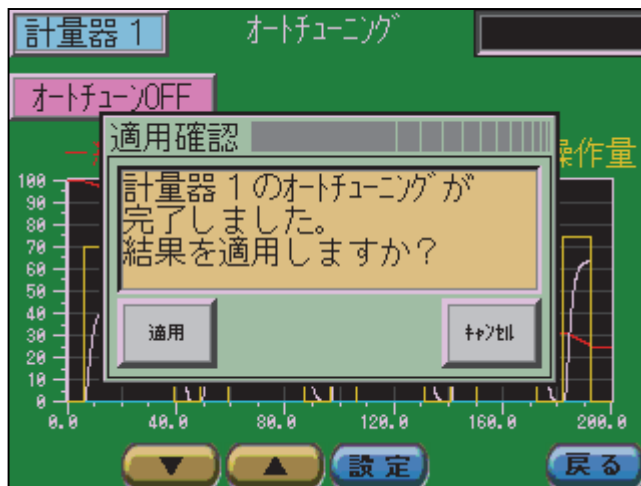 計量器1
オートチューニング
オートチューンOFF
操作量
適用確認
計量器1のオートチューニングが
完了しました。
結果を適用しますか?
適用
キャンセル
100
90
80
70
60
50
40
30
20
10
0
0.0 40.0 80.0 120.0 160.0 200.0
▼ ▲ 設定 戻る